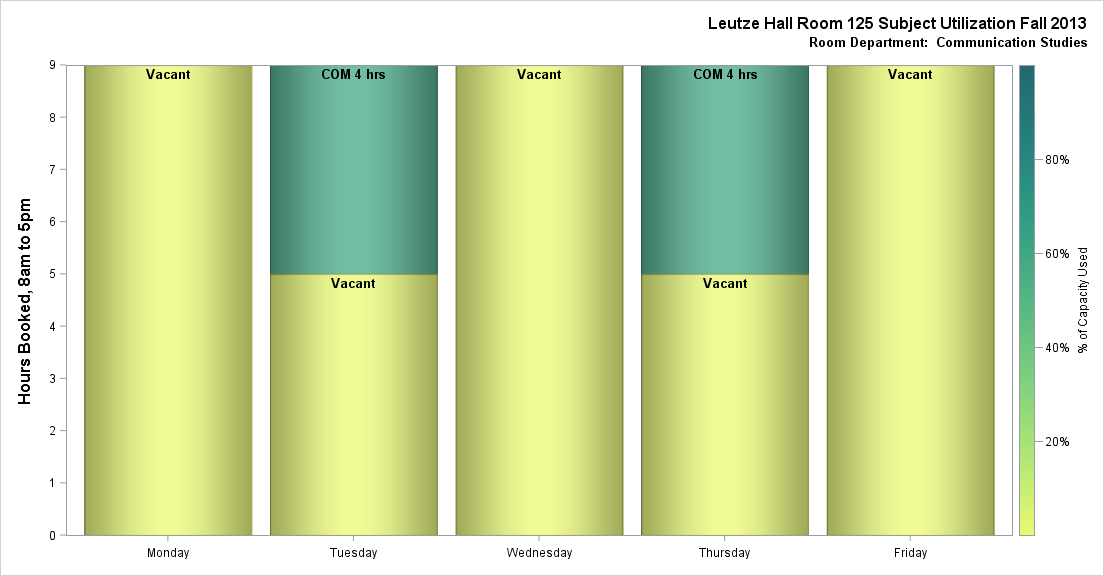 Leutze Hall Room 125 Subject Utilization Fall 2013
Room Department:  Communication Studies
Hours Booked, 8am to 5pm
9
8
7
6
5
4
3
2
1
0
Vacant
COM 4 hrs
Vacant
COM 4 hrs
Vacant
Vacant
Vacant
Monday
Tuesday
Wednesday
Thursday
Friday
80%
60%
40%
20%
% of Capacity Used